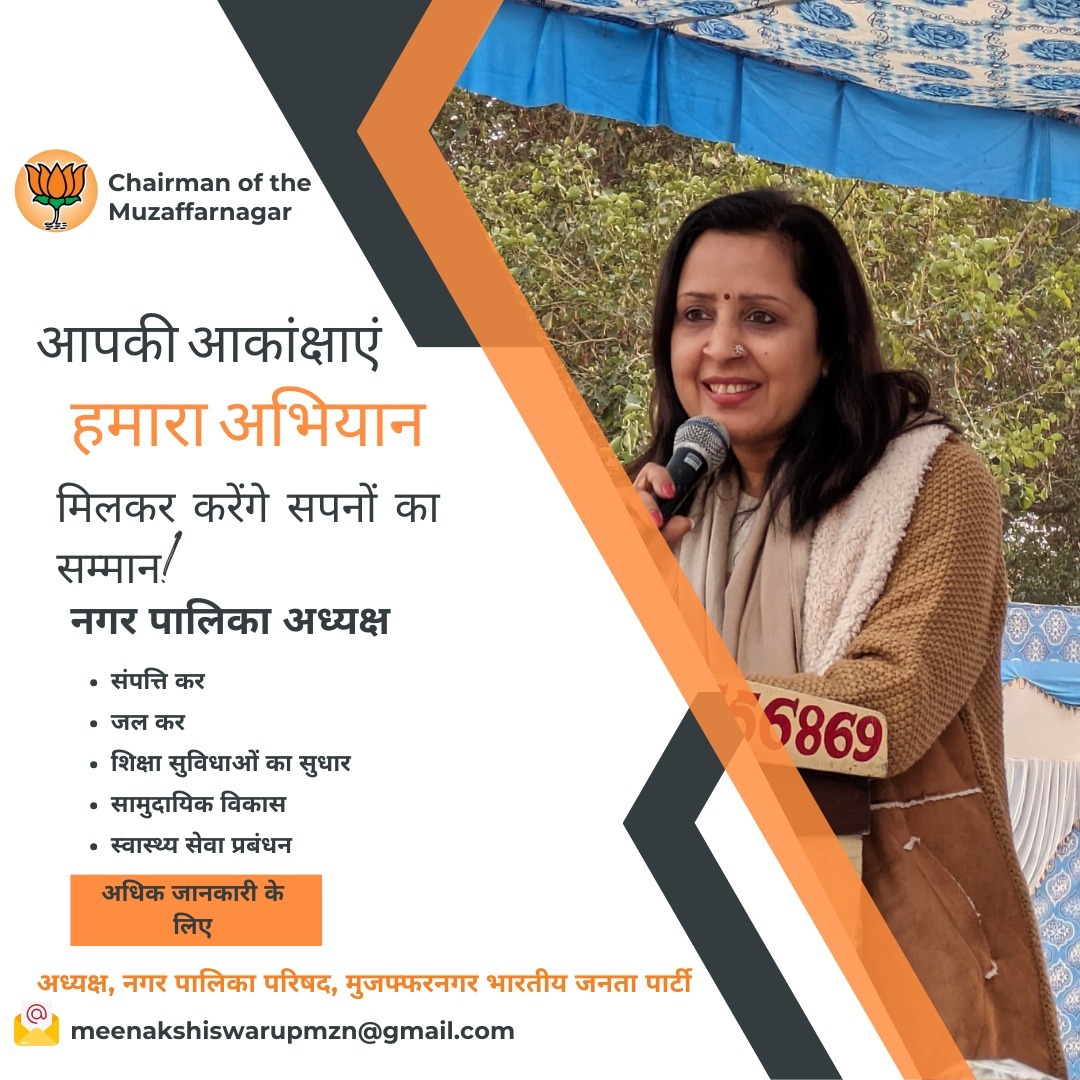 Chairman of the
Muzaffarnagar
आपकी आकांक्षाएं
हमारा अभियान
मिलकर करेंगे सपनों का
सम्मान!
नगर पालिका अध्यक्ष
संपत्ति कर
जल कर
शिक्षा सुविधाओं का सुधार
सामुदायिक विकास
स्वास्थ्य सेवा प्रबंधन
अधिक जानकारी के
लिए
अध्यक्ष, नगर पालिका परिषद, मुजफ्फरनगर भारतीय जनता पार्टी
meenakshiswarupmzn@gmail.com
66869